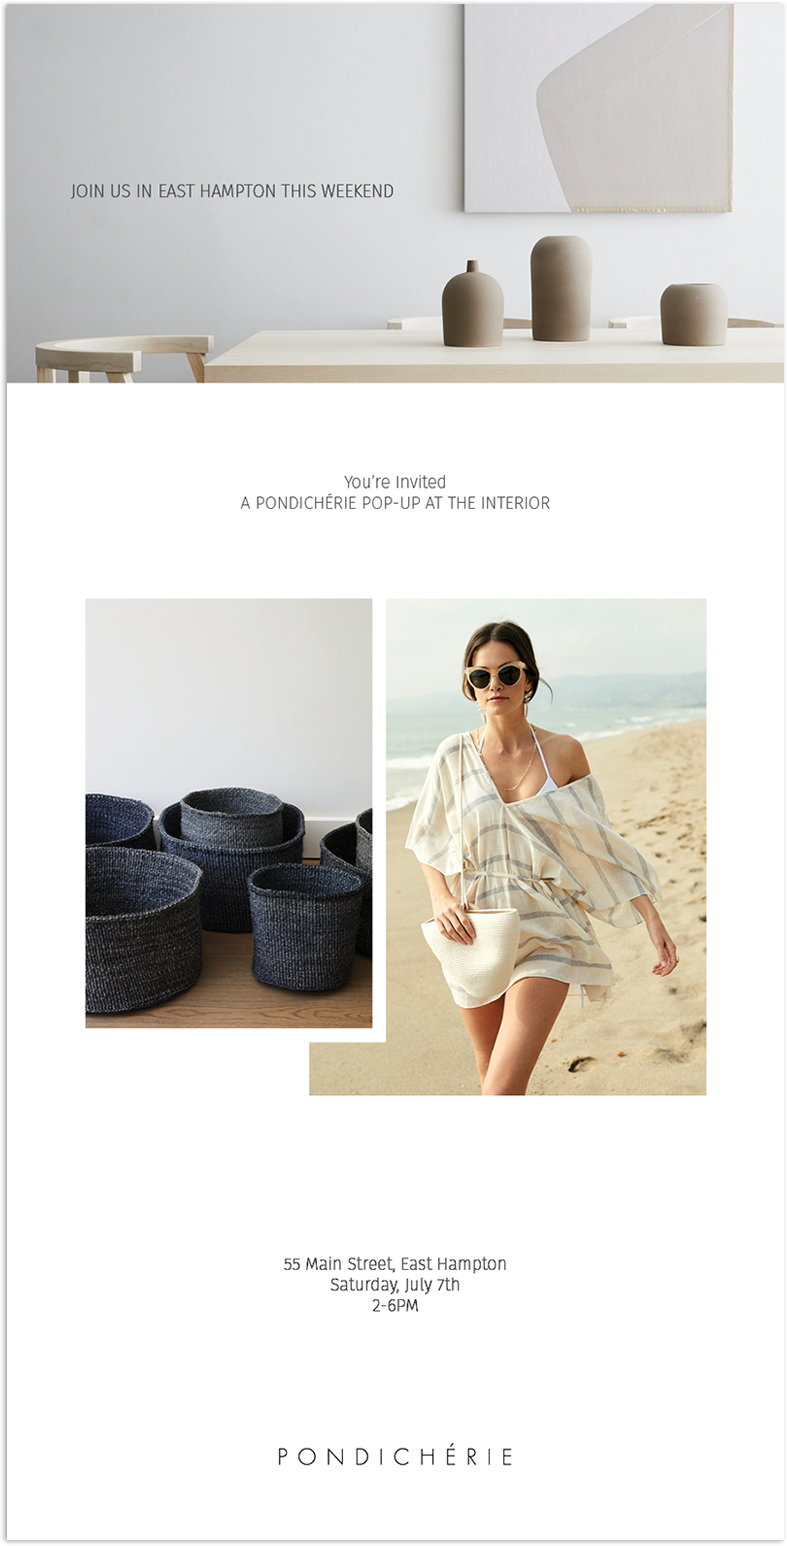 JOIN US IN EAST HAMPTON THIS WEEKEND
You’re Invited
A PONDICHÉRIE POP-UP AT THE INTERIOR
55 Main Street, East Hampton
Saturday, July 7th
2-6PM
PONDICHÉRIE